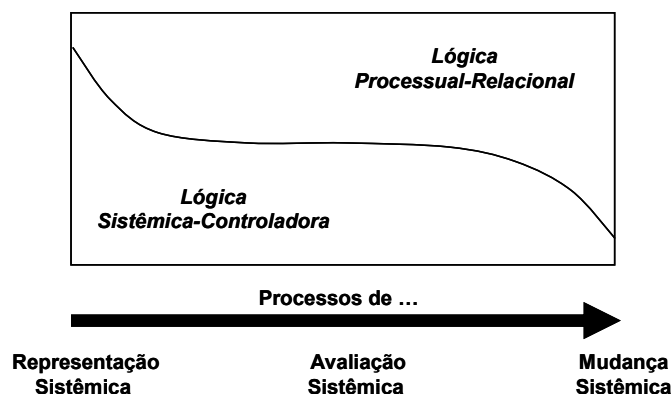 Lógica
Processual-Relacional
Lógica
Sistêmica-Controladora
Processos de ...
Representação
Sistêmica
Avaliação
Sistêmica
Mudança
Sistêmica